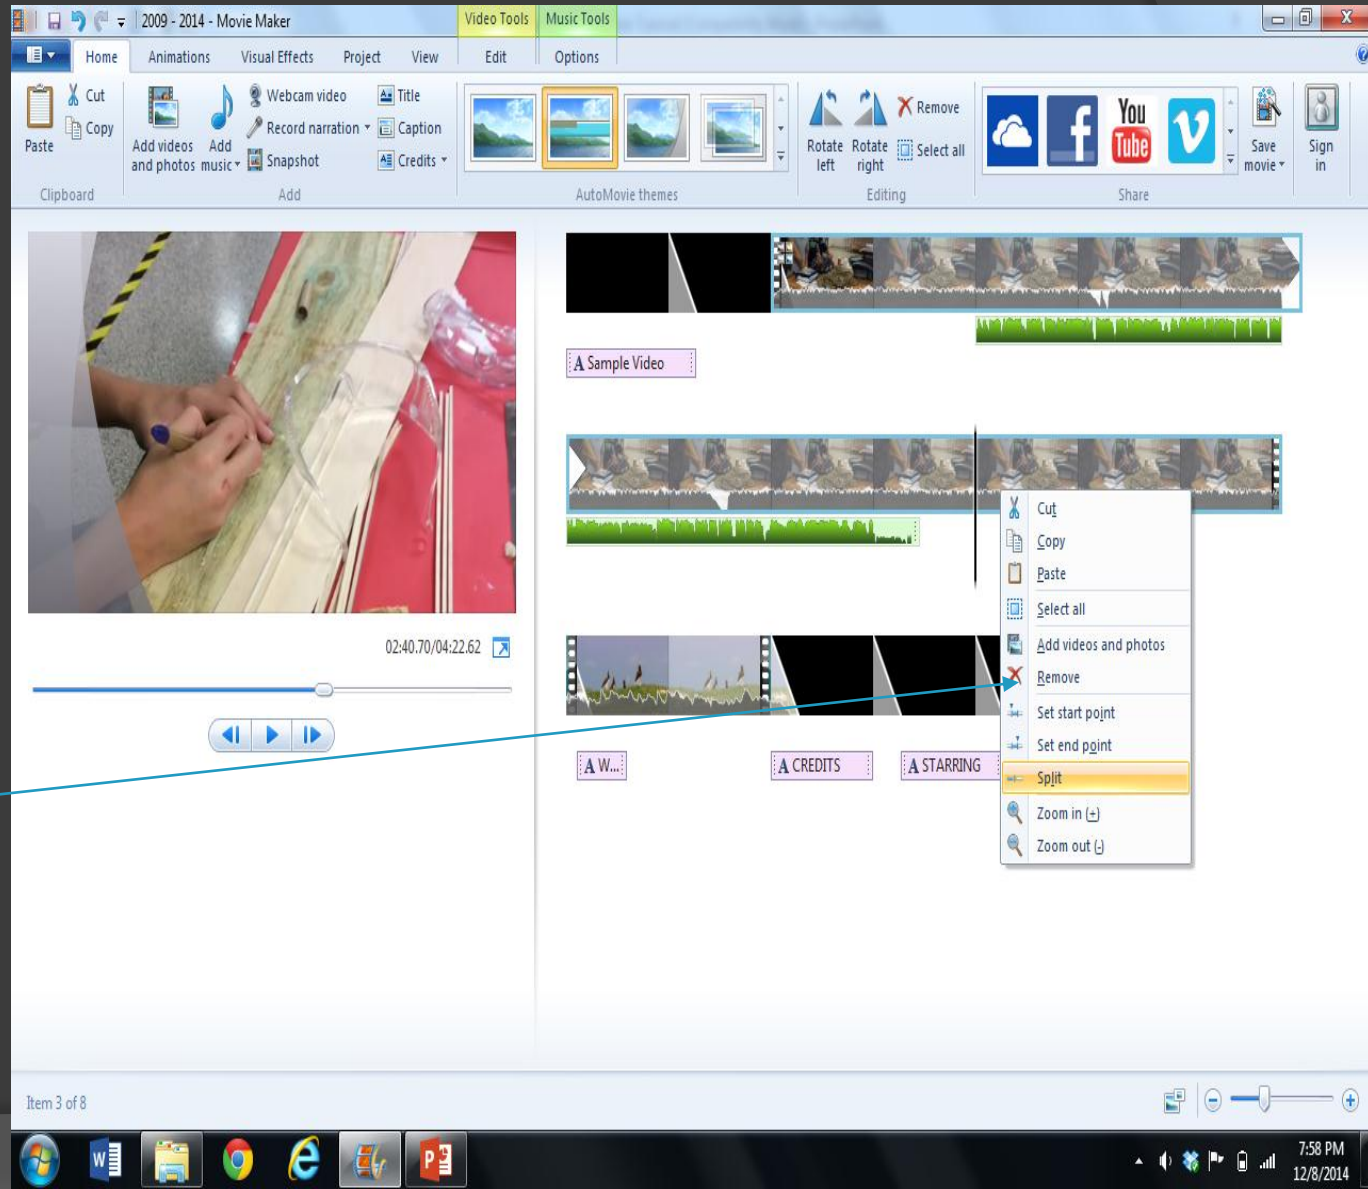 2009 - 2014 - Movie Maker
Video Tools
Music Tools
Home
Animations
Visual Effects
Project
View
Edit
Options
Paste
Cut
Copy
Clipboard
Add videos
and photos
Add
music
Webcam video
Record narration
Snapshot
Title
Caption
Credits
Add
AutoMovie themes
Rotate
left
Rotate
right
Remove
Select all
Editing
You
Tube
Share
Save
movie
Sign
in
Sample Video
02:40.70/04:22.62
W...
CREDITS
STARRING
Cut
Copy
Paste
Select all
Add videos and photos
Remove
Set start point
Set end point
Split
Zoom in (+)
Zoom out (-)
Item 3 of 8
7:58 PM
12/8/2014